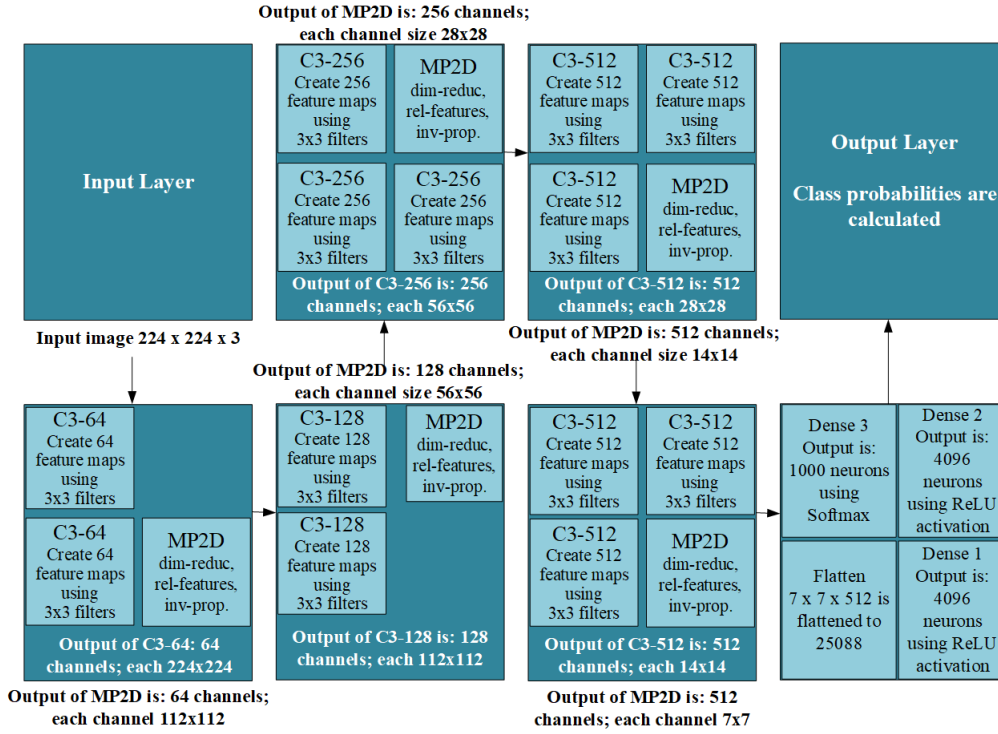 Input Layer
Input image 224 x 224 x 3
C3-64
Create 64
feature maps
using
3x3 filters
C3-64
Create 64
feature maps
using
3x3 filters
MP2D
dim-reduc,
rel-features,
inv-prop.
Output of C3-64: 64
channels; each 224x224
Output of MP2D is: 64 channels;
each channel 112x112
C3-128
Create 128
feature maps
using
3x3 filters
MP2D
dim-reduc,
rel-features,
inv-prop.
C3-128
Create 128
feature maps
using
3x3 filters
Output of C3-128 is: 128
channels; each 112x112
Output of MP2D is: 128 channels;
each channel size 56x56
C3-256
Create 256
feature maps
using
3x3 filters
MP2D
dim-reduc,
rel-features,
inv-prop.
C3-256
Create 256
feature maps
using
3x3 filters
C3-256
Create 256
feature maps
using
3x3 filters
Output of C3-256 is: 256
channels; each 56x56
Output of MP2D is: 256 channels;
each channel size 28x28
C3-512
Create 512
feature maps
using
3x3 filters
C3-512
Create 512
feature maps
using
3x3 filters
C3-512
Create 512
feature maps
using
3x3 filters
MP2D
dim-reduc,
rel-features,
inv-prop.
Output of C3-512 is: 512
channels; each 28x28
Output of MP2D is: 512 channels;
each channel size 14x14
C3-512
Create 512
feature maps
using
3x3 filters
C3-512
Create 512
feature maps
using
3x3 filters
C3-512
Create 512
feature maps
using
3x3 filters
MP2D
dim-reduc,
rel-features,
inv-prop.
Output of C3-512 is: 512
channels; each 14x14
Output of MP2D is: 512
channels; each channel 7x7
Flatten
7 x 7 x 512 is
flattened to
25088
Dense 1
Output is:
4096
neurons
using ReLU
activation
Dense 2
Output is:
4096
neurons
using ReLU
activation
Dense 3
Output is:
1000 neurons
using
Softmax
Output Layer
Class probabilities are
calculated